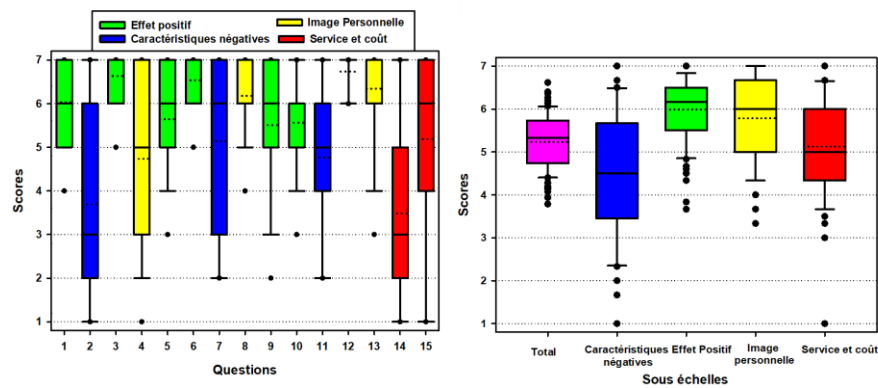 Effet positif
Image Personnelle
Caractéristiques négatives
Service et coût
7
6
5
4
3
2
1
Scores
1 2 3 4 5 6 7 8 9 10 11 12 13 14 15
Questions
7
6
5
4
3
2
1
Scores
Total
Caractéristiques
négatives
Effet Positif
Image
personnelle
Service et coût
Sous échelles